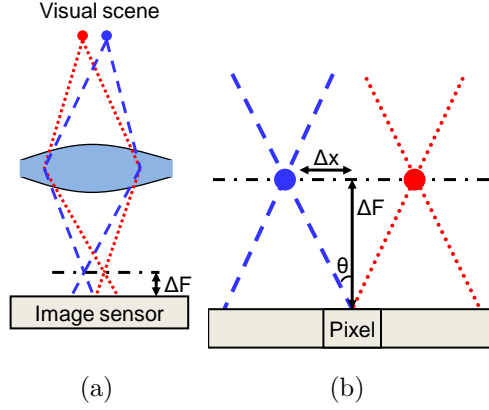 Visual scene
ΔF
Image sensor
(a)
Δx
ΔF
θ
Pixel
(b)